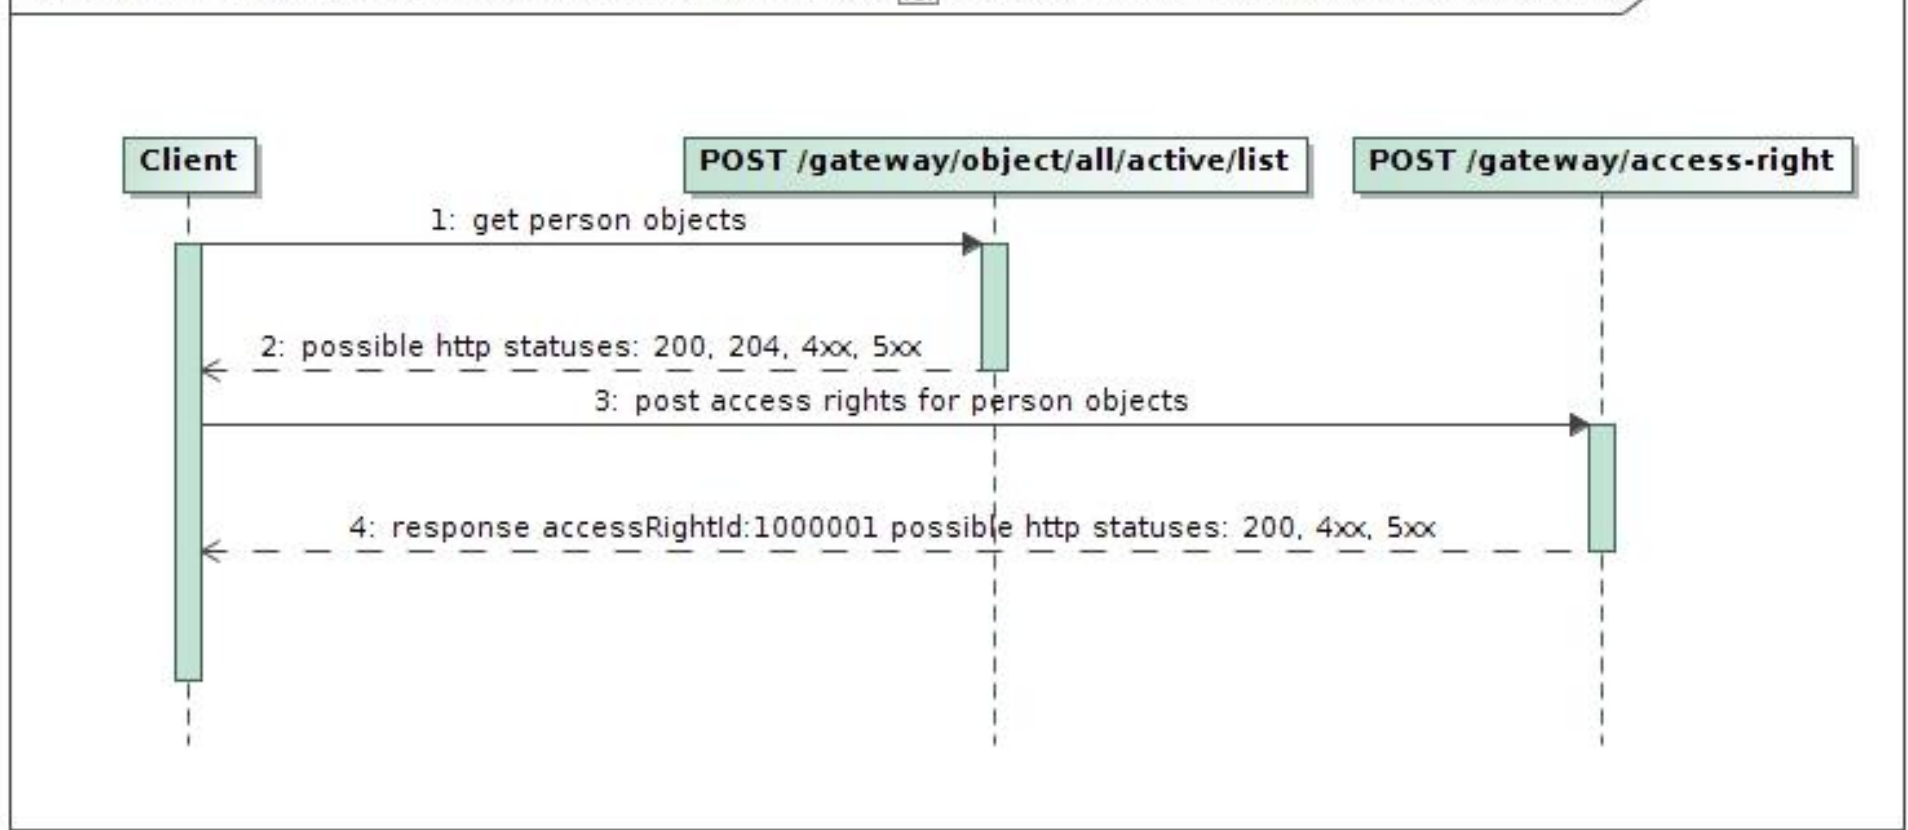 Client
POST /gateway/object/all/active/list
POST /gateway/access-right
1: get person objects
2: possible http statuses: 200, 204, 4xx, 5xx
3: post access rights for person objects
4: response accessRightId:1000001 possible http statuses: 200, 4xx, 5xx